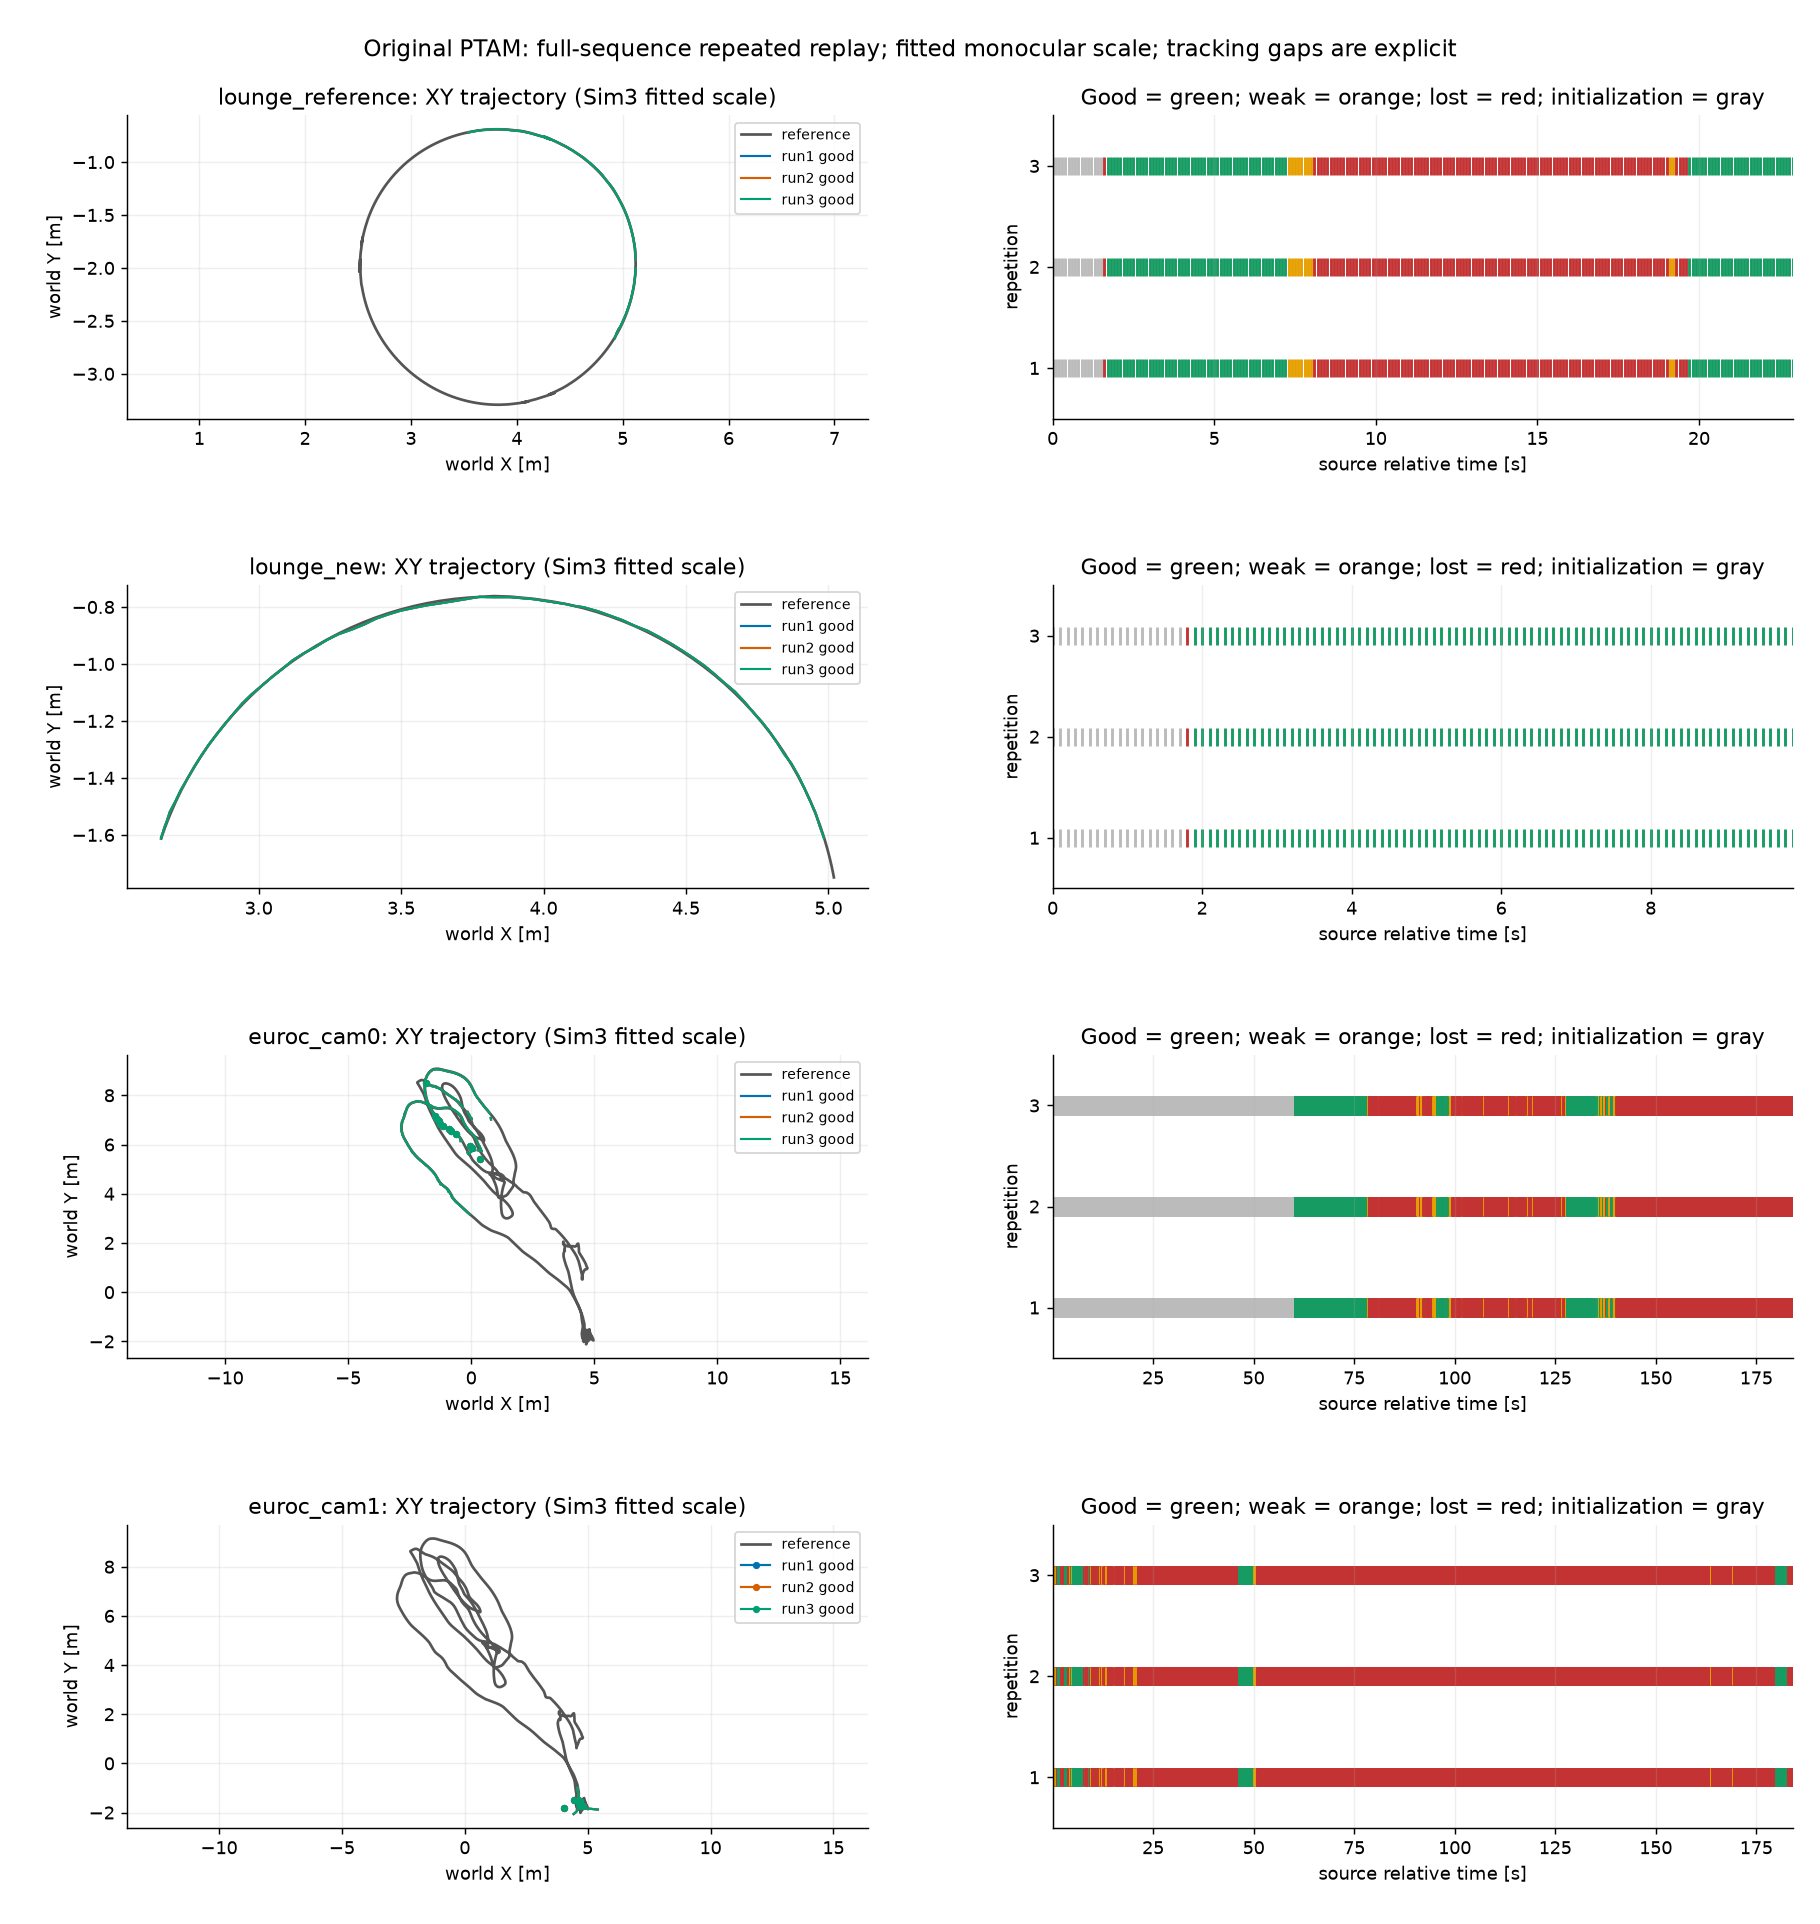 Original PTAM: full-sequence repeated replay; fitted monocular scale; tracking gaps are explicit
lounge_reference: XY trajectory (Sim3 fitted scale)
world Y [m]
−1.0
−1.5
−2.0
−2.5
−3.0
reference
run1 good
run2 good
run3 good
1 2 3 4 5 6 7
world X [m]
Good = green; weak = orange; lost = red; initialization = gray
repetition
3
2
1
0 5 10 15 20
source relative time [s]
lounge_new: XY trajectory (Sim3 fitted scale)
world Y [m]
−0.8
−1.0
−1.2
−1.4
−1.6
reference
run1 good
run2 good
run3 good
3.0 3.5 4.0 4.5 5.0
world X [m]
Good = green; weak = orange; lost = red; initialization = gray
repetition
3
2
1
0 2 4 6 8
source relative time [s]
euroc_cam0: XY trajectory (Sim3 fitted scale)
world Y [m]
8
6
4
2
0
−2
reference
run1 good
run2 good
run3 good
−10 −5 0 5 10 15
world X [m]
Good = green; weak = orange; lost = red; initialization = gray
repetition
3
2
1
25 50 75 100 125 150 175
source relative time [s]
euroc_cam1: XY trajectory (Sim3 fitted scale)
world Y [m]
8
6
4
2
0
−2
reference
run1 good
run2 good
run3 good
−10 −5 0 5 10 15
world X [m]
Good = green; weak = orange; lost = red; initialization = gray
repetition
3
2
1
25 50 75 100 125 150 175
source relative time [s]